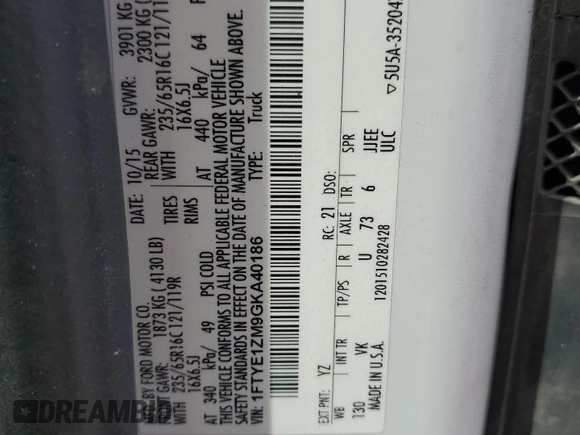 MFD. BY FORD MOTOR CO.
DATE: 10/15 GVWR: 3901 KG
FRONT GAWR: 1873 KG ( 4130 LB) REAR GAWR: 2300 KG
WITH 235/65R16C 121/119R TIRES WITH 235/65R16C 121/11
16X6.5J RIMS 16X6.5J
AT 340 kPa/ 49 PSI COLD AT 440 kPa/ 64
THIS VEHICLE CONFORMS TO ALL APPLICABLE FEDERAL MOTOR VEHICLE
STANDARDS IN EFFECT ON THE DATE OF MANUFACTURE SHOWN ABOVE.
VIN: 1FTYE1ZM9GKA40186 TYPE: Truck
EXT PNT: YZ RC: 21 DSO:
WB INT TR TP/PS R AXLE TR SPR
130 VK U 73 6 JJEE
MADE IN U.S.A. 1201510282428 ULC
▽5U5A-35204
DREAMBID